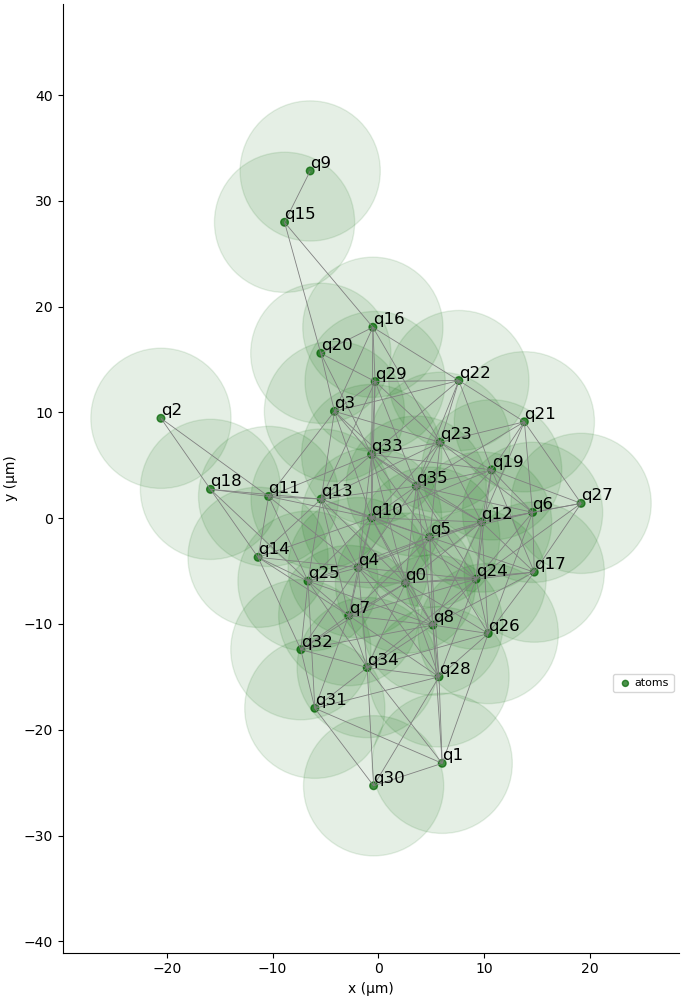 40
30
20
10
0
−10
−20
−30
−40
y (μm)
q9
q15
q16
q20
q29
q22
q3
q2
q21
q33
q23
q19
q35
q18
q11
q13
q27
q10
q12
q6
q5
q14
q4
q25
q0
q24
q17
q7
q8
q26
q32
q34
q28
q31
q1
q30
atoms
−20
−10
0
10
20
x (μm)